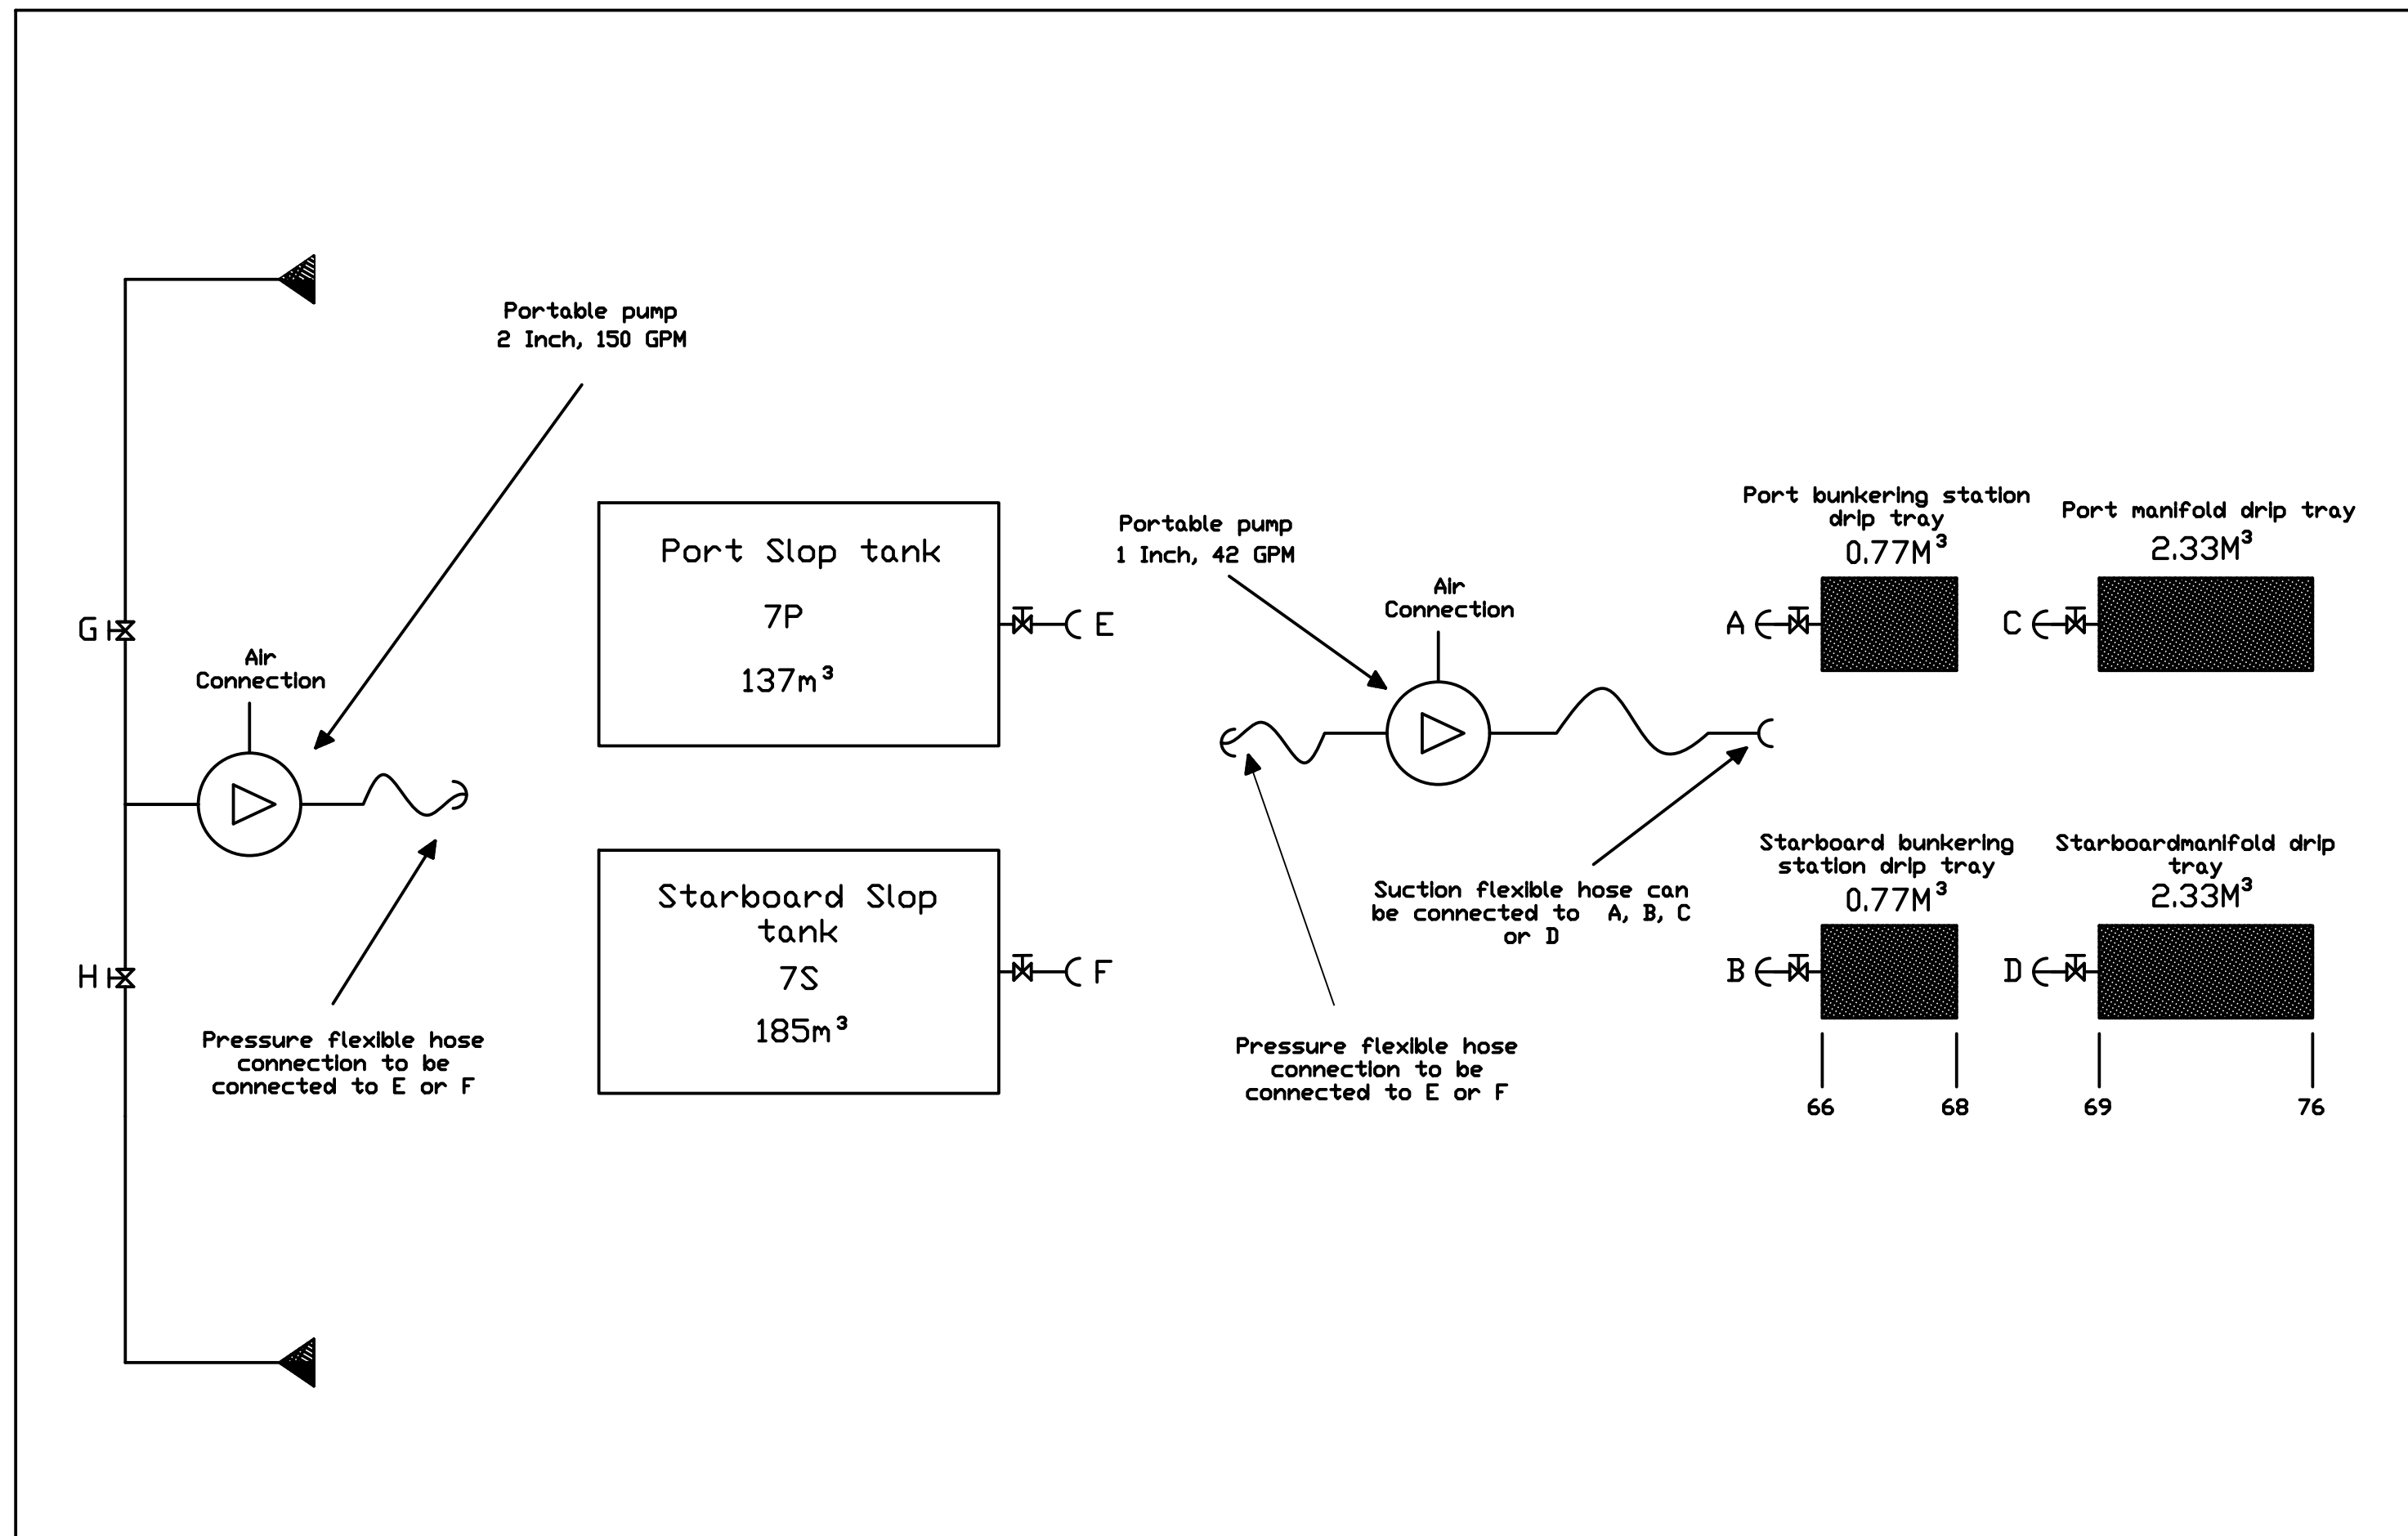 Portable pump
2 Inch, 150 GPM
G
Air
Connection
H
Pressure flexible hose
connection to be
connected to E or F
Port Slop tank
7P
137m³
E
Starboard Slop
tank
7S
185m³
F
Portable pump
1 Inch, 42 GPM
Air
Connection
Suction flexible hose can
be connected to A, B, C
or D
Pressure flexible hose
connection to be
connected to E or F
Port bunkering station
drip tray
0.77M³
A
Port manifold drip tray
2.33M³
C
Starboard bunkering
station drip tray
0.77M³
B
Starboardmanifold drip
tray
2.33M³
D
66
68
69
76